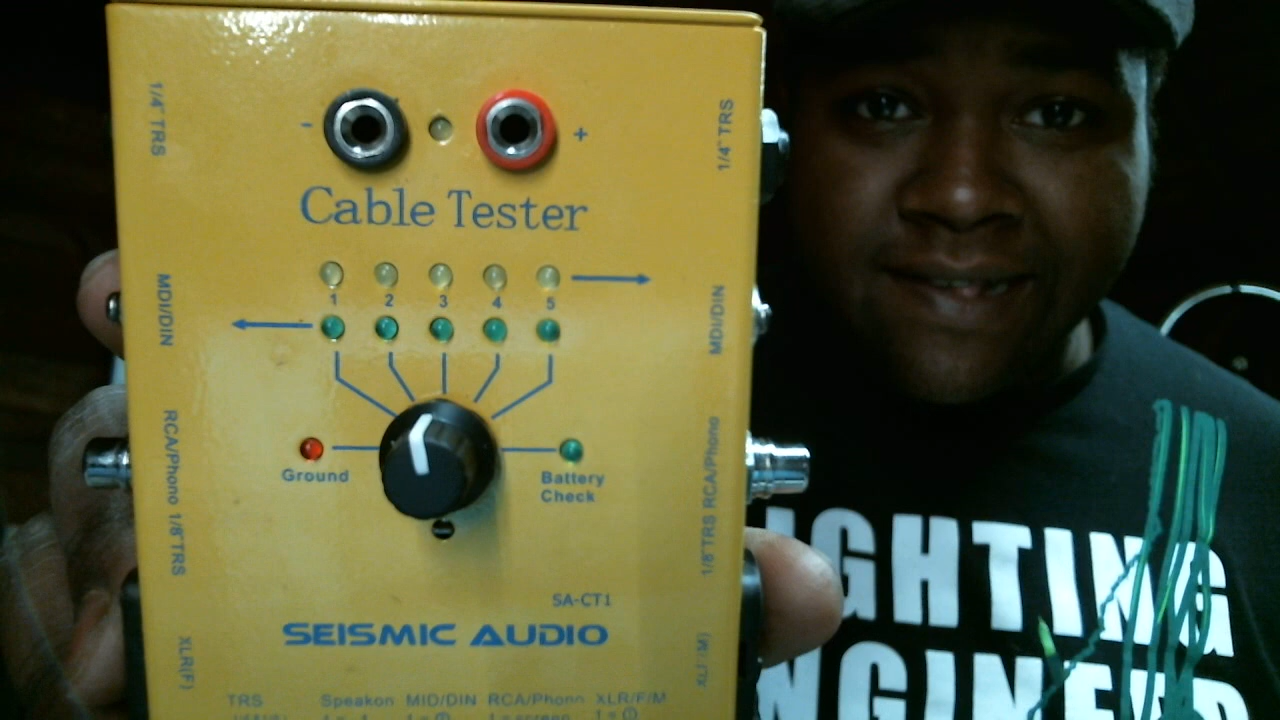 - +
1/4" TRS
1/4" TRS
Cable Tester
1 2 3 4 5
MDI/DIN
MDI/DIN
RCA/Phono
RCA/Phono
Ground
Battery
Check
1/8"TRS
1/8"TRS
SA-CT1
SEISMIC AUDIO
XLR(F)
TRS Speakon MID/DIN RCA/Phono XLR/F/M
IGHTING
NGINEER